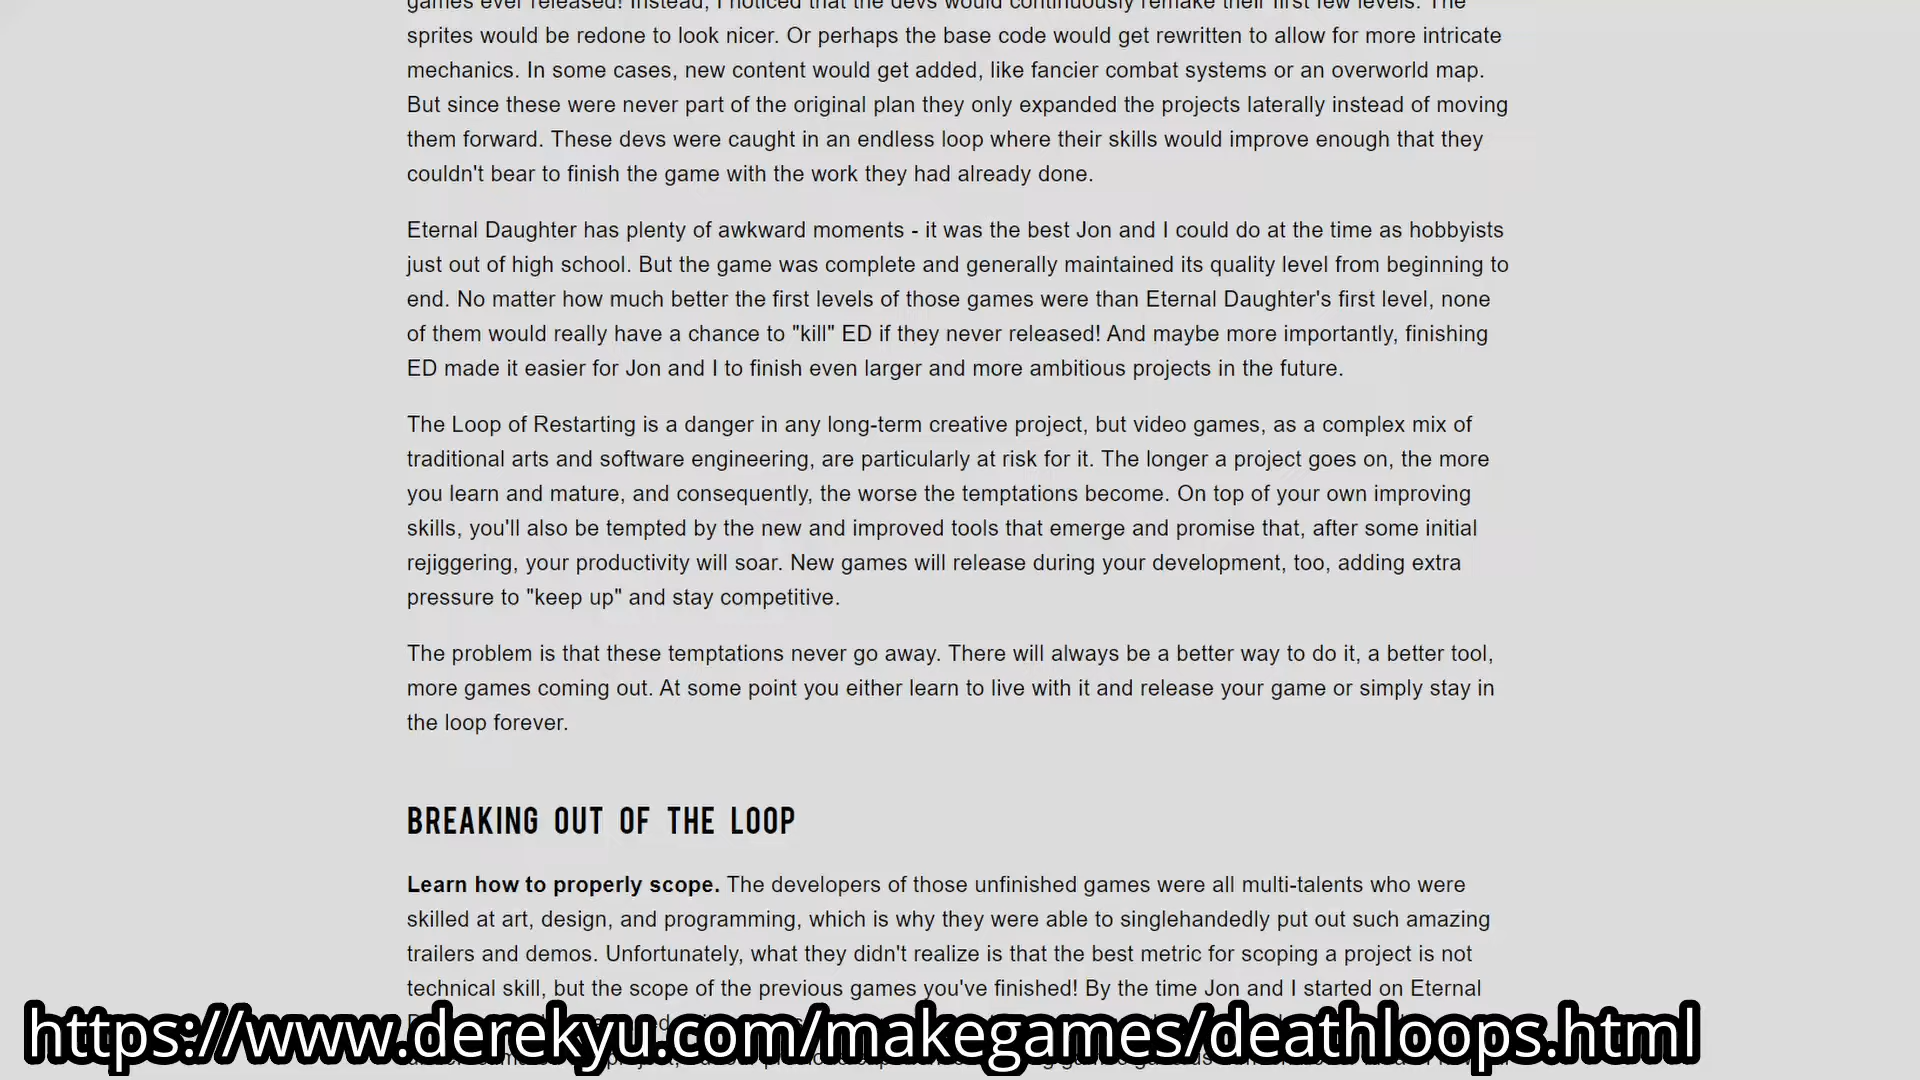 games ever released! Instead, I noticed that the devs would continuously remake their first few levels. The
sprites would be redone to look nicer. Or perhaps the base code would get rewritten to allow for more intricate
mechanics. In some cases, new content would get added, like fancier combat systems or an overworld map.
But since these were never part of the original plan they only expanded the projects laterally instead of moving
them forward. These devs were caught in an endless loop where their skills would improve enough that they
couldn't bear to finish the game with the work they had already done.
Eternal Daughter has plenty of awkward moments - it was the best Jon and I could do at the time as hobbyists
just out of high school. But the game was complete and generally maintained its quality level from beginning to
end. No matter how much better the first levels of those games were than Eternal Daughter's first level, none
of them would really have a chance to "kill" ED if they never released! And maybe more importantly, finishing
ED made it easier for Jon and I to finish even larger and more ambitious projects in the future.
The Loop of Restarting is a danger in any long-term creative project, but video games, as a complex mix of
traditional arts and software engineering, are particularly at risk for it. The longer a project goes on, the more
you learn and mature, and consequently, the worse the temptations become. On top of your own improving
skills, you'll also be tempted by the new and improved tools that emerge and promise that, after some initial
rejiggering, your productivity will soar. New games will release during your development, too, adding extra
pressure to "keep up" and stay competitive.
The problem is that these temptations never go away. There will always be a better way to do it, a better tool,
more games coming out. At some point you either learn to live with it and release your game or simply stay in
the loop forever.
BREAKING OUT OF THE LOOP
Learn how to properly scope. The developers of those unfinished games were all multi-talents who were
skilled at art, design, and programming, which is why they were able to singlehandedly put out such amazing
trailers and demos. Unfortunately, what they didn't realize is that the best metric for scoping a project is not
technical skill, but the scope of the previous games you've finished! By the time Jon and I started on Eternal
https://www.derekyu.com/makegames/deathloops.html